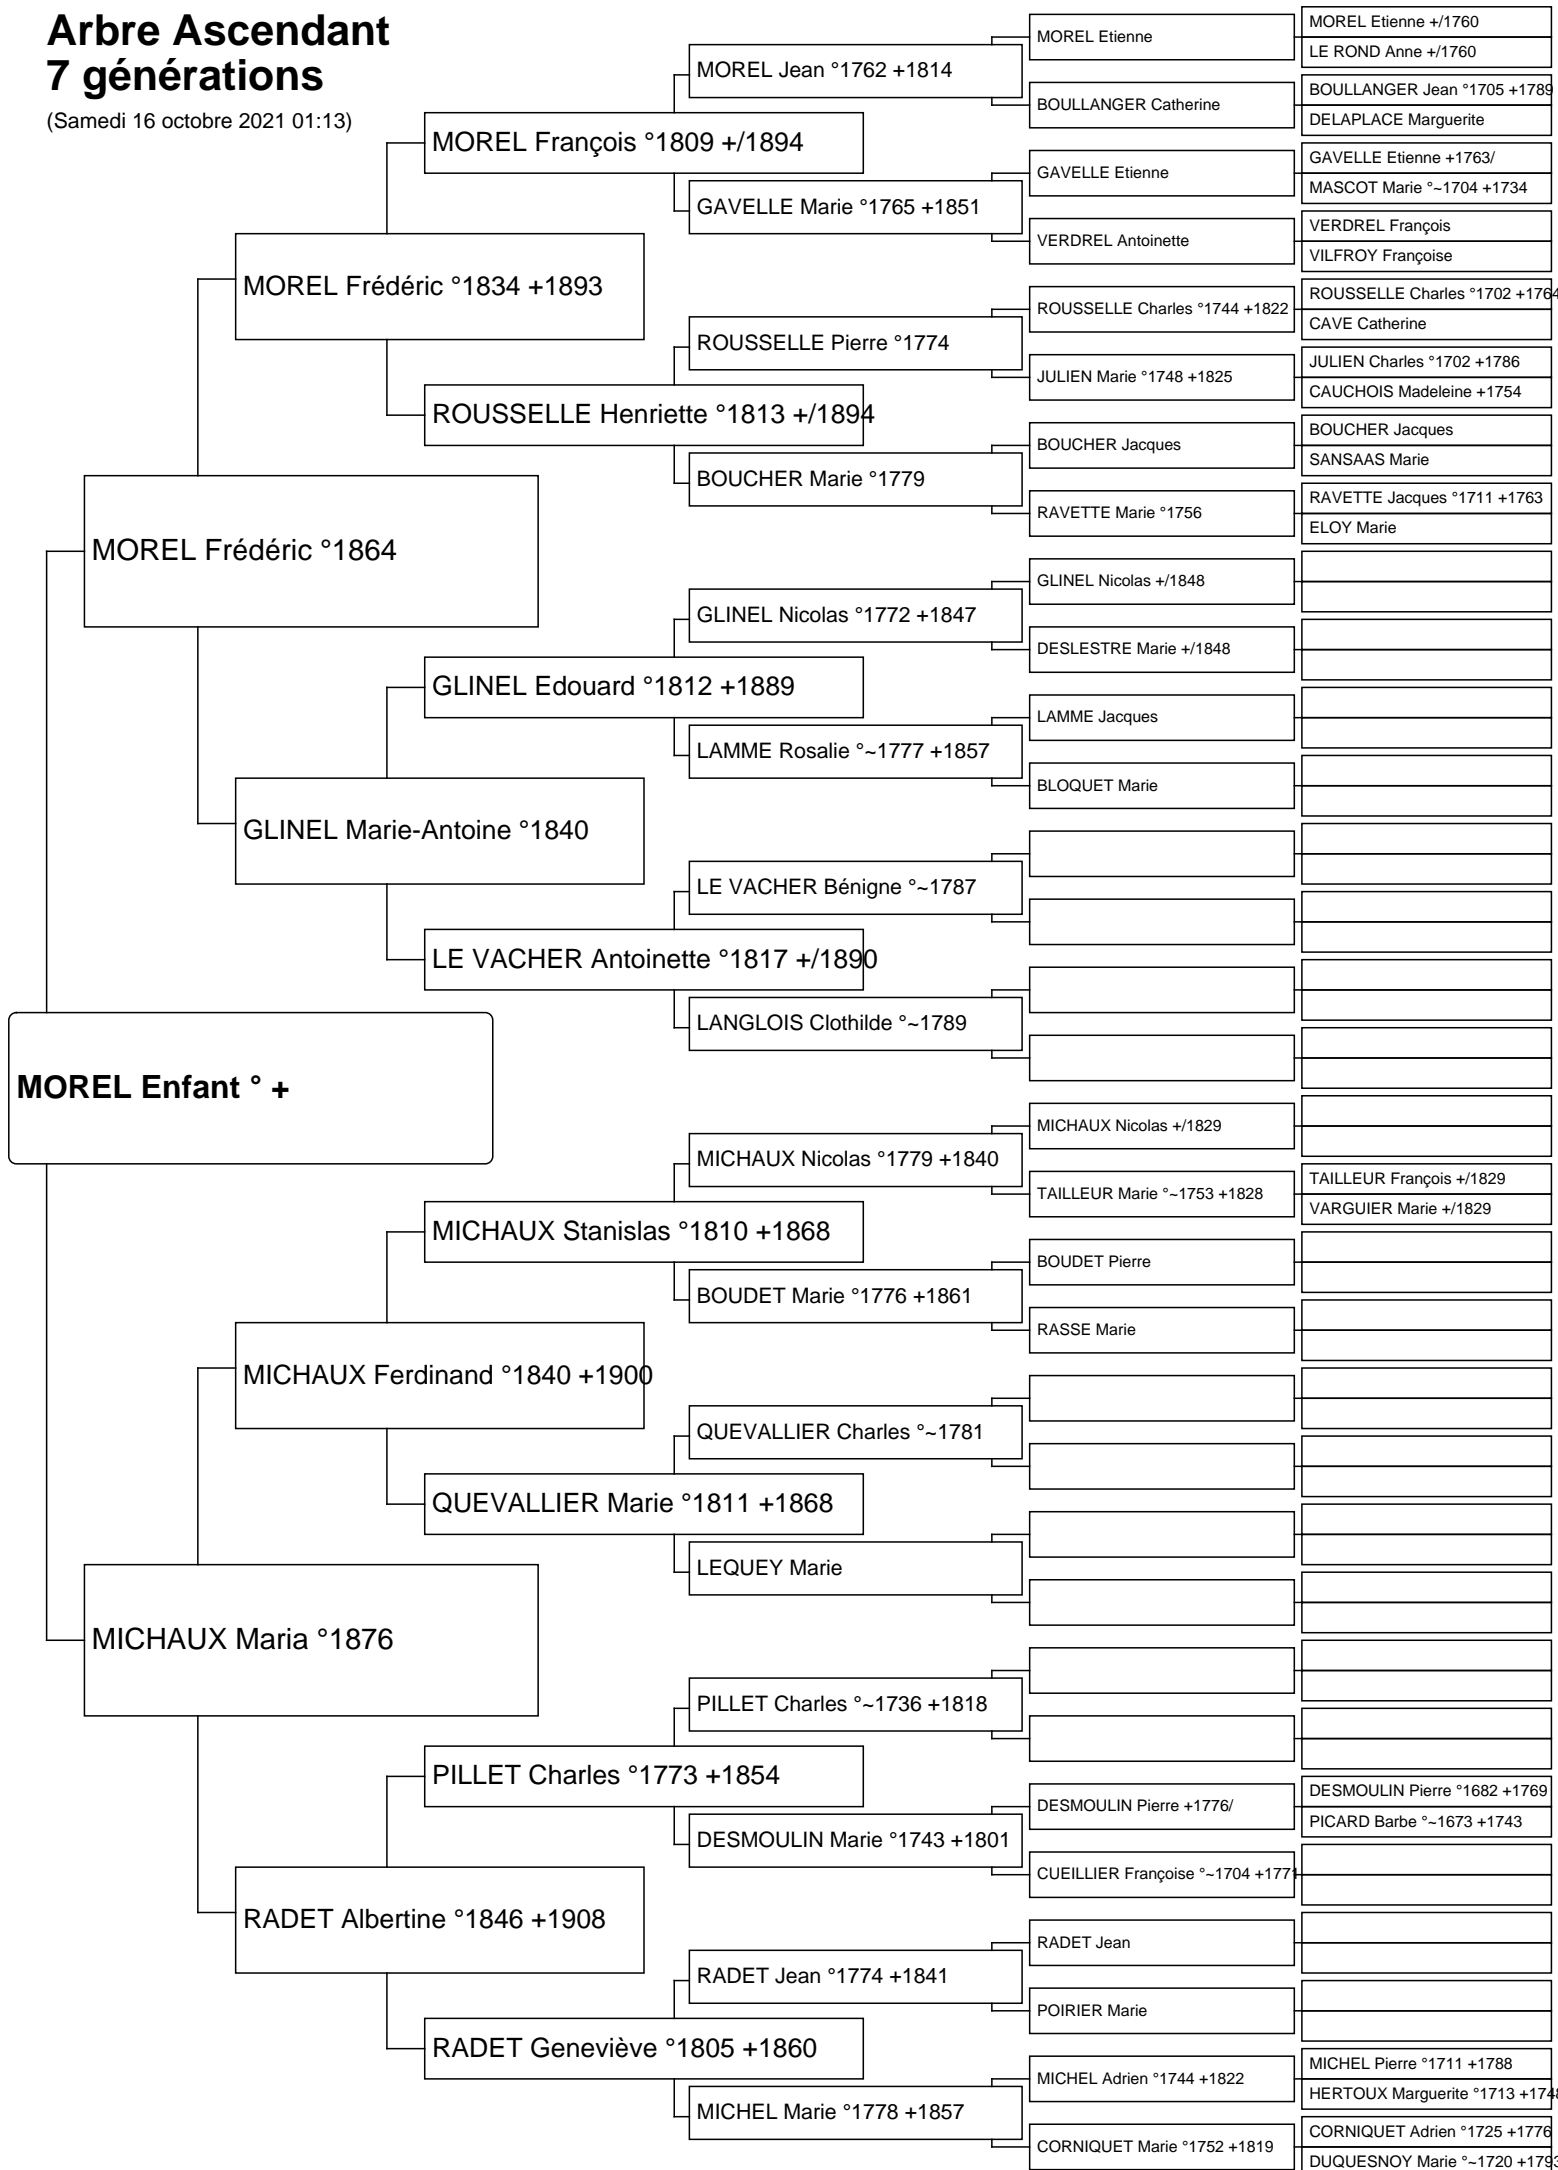 Arbre Ascendant
7 générations
(Samedi 16 octobre 2021 01:13)
MOREL Enfant ° +
MOREL Frédéric °1864
MICHAUX Maria °1876
MOREL Frédéric °1834 +1893
GLINEL Marie-Antoine °1840
MICHAUX Ferdinand °1840 +1900
RADET Albertine °1846 +1908
MOREL François °1809 +/1894
ROUSSELLE Henriette °1813 +/1894
GLINEL Edouard °1812 +1889
LE VACHER Antoinette °1817 +/1890
MICHAUX Stanislas °1810 +1868
QUEVALLIER Marie °1811 +1868
PILLET Charles °1773 +1854
RADET Geneviève °1805 +1860
MOREL Jean °1762 +1814
GAVELLE Marie °1765 +1851
ROUSSELLE Pierre °1774
BOUCHER Marie °1779
GLINEL Nicolas °1772 +1847
LAMME Rosalie °~1777 +1857
LE VACHER Bénigne °~1787
LANGLOIS Clothilde °~1789
MICHAUX Nicolas °1779 +1840
BOUDET Marie °1776 +1861
QUEVALLIER Charles °~1781
LEQUEY Marie
PILLET Charles °~1736 +1818
DESMOULIN Marie °1743 +1801
RADET Jean °1774 +1841
MICHEL Marie °1778 +1857
MOREL Etienne
BOULLANGER Catherine
GAVELLE Etienne
VERDREL Antoinette
ROUSSELLE Charles °1744 +1822
JULIEN Marie °1748 +1825
BOUCHER Jacques
RAVETTE Marie °1756
GLINEL Nicolas +/1848
DESLESTRE Marie +/1848
LAMME Jacques
BLOQUET Marie
MICHAUX Nicolas +/1829
TAILLEUR Marie °~1753 +1828
BOUDET Pierre
RASSE Marie
DESMOULIN Pierre +1776/
CUEILLIER Françoise °~1704 +1771
RADET Jean
POIRIER Marie
MICHEL Adrien °1744 +1822
CORNIQUET Marie °1752 +1819
MOREL Etienne +/1760
LE ROND Anne +/1760
BOULLANGER Jean °1705 +1789
DELAPLACE Marguerite
GAVELLE Etienne +1763/
MASCOT Marie °~1704 +1734
VERDREL François
VILFROY Françoise
ROUSSELLE Charles °1702 +1764
CAVE Catherine
JULIEN Charles °1702 +1786
CAUCHOIS Madeleine +1754
BOUCHER Jacques
SANSAAS Marie
RAVETTE Jacques °1711 +1763
ELOY Marie
TAILLEUR François +/1829
VARGUIER Marie +/1829
DESMOULIN Pierre °1682 +1769
PICARD Barbe °~1673 +1743
MICHEL Pierre °1711 +1788
HERTOUX Marguerite °1713 +1748
CORNIQUET Adrien °1725 +1776
DUQUESNOY Marie °~1720 +1793